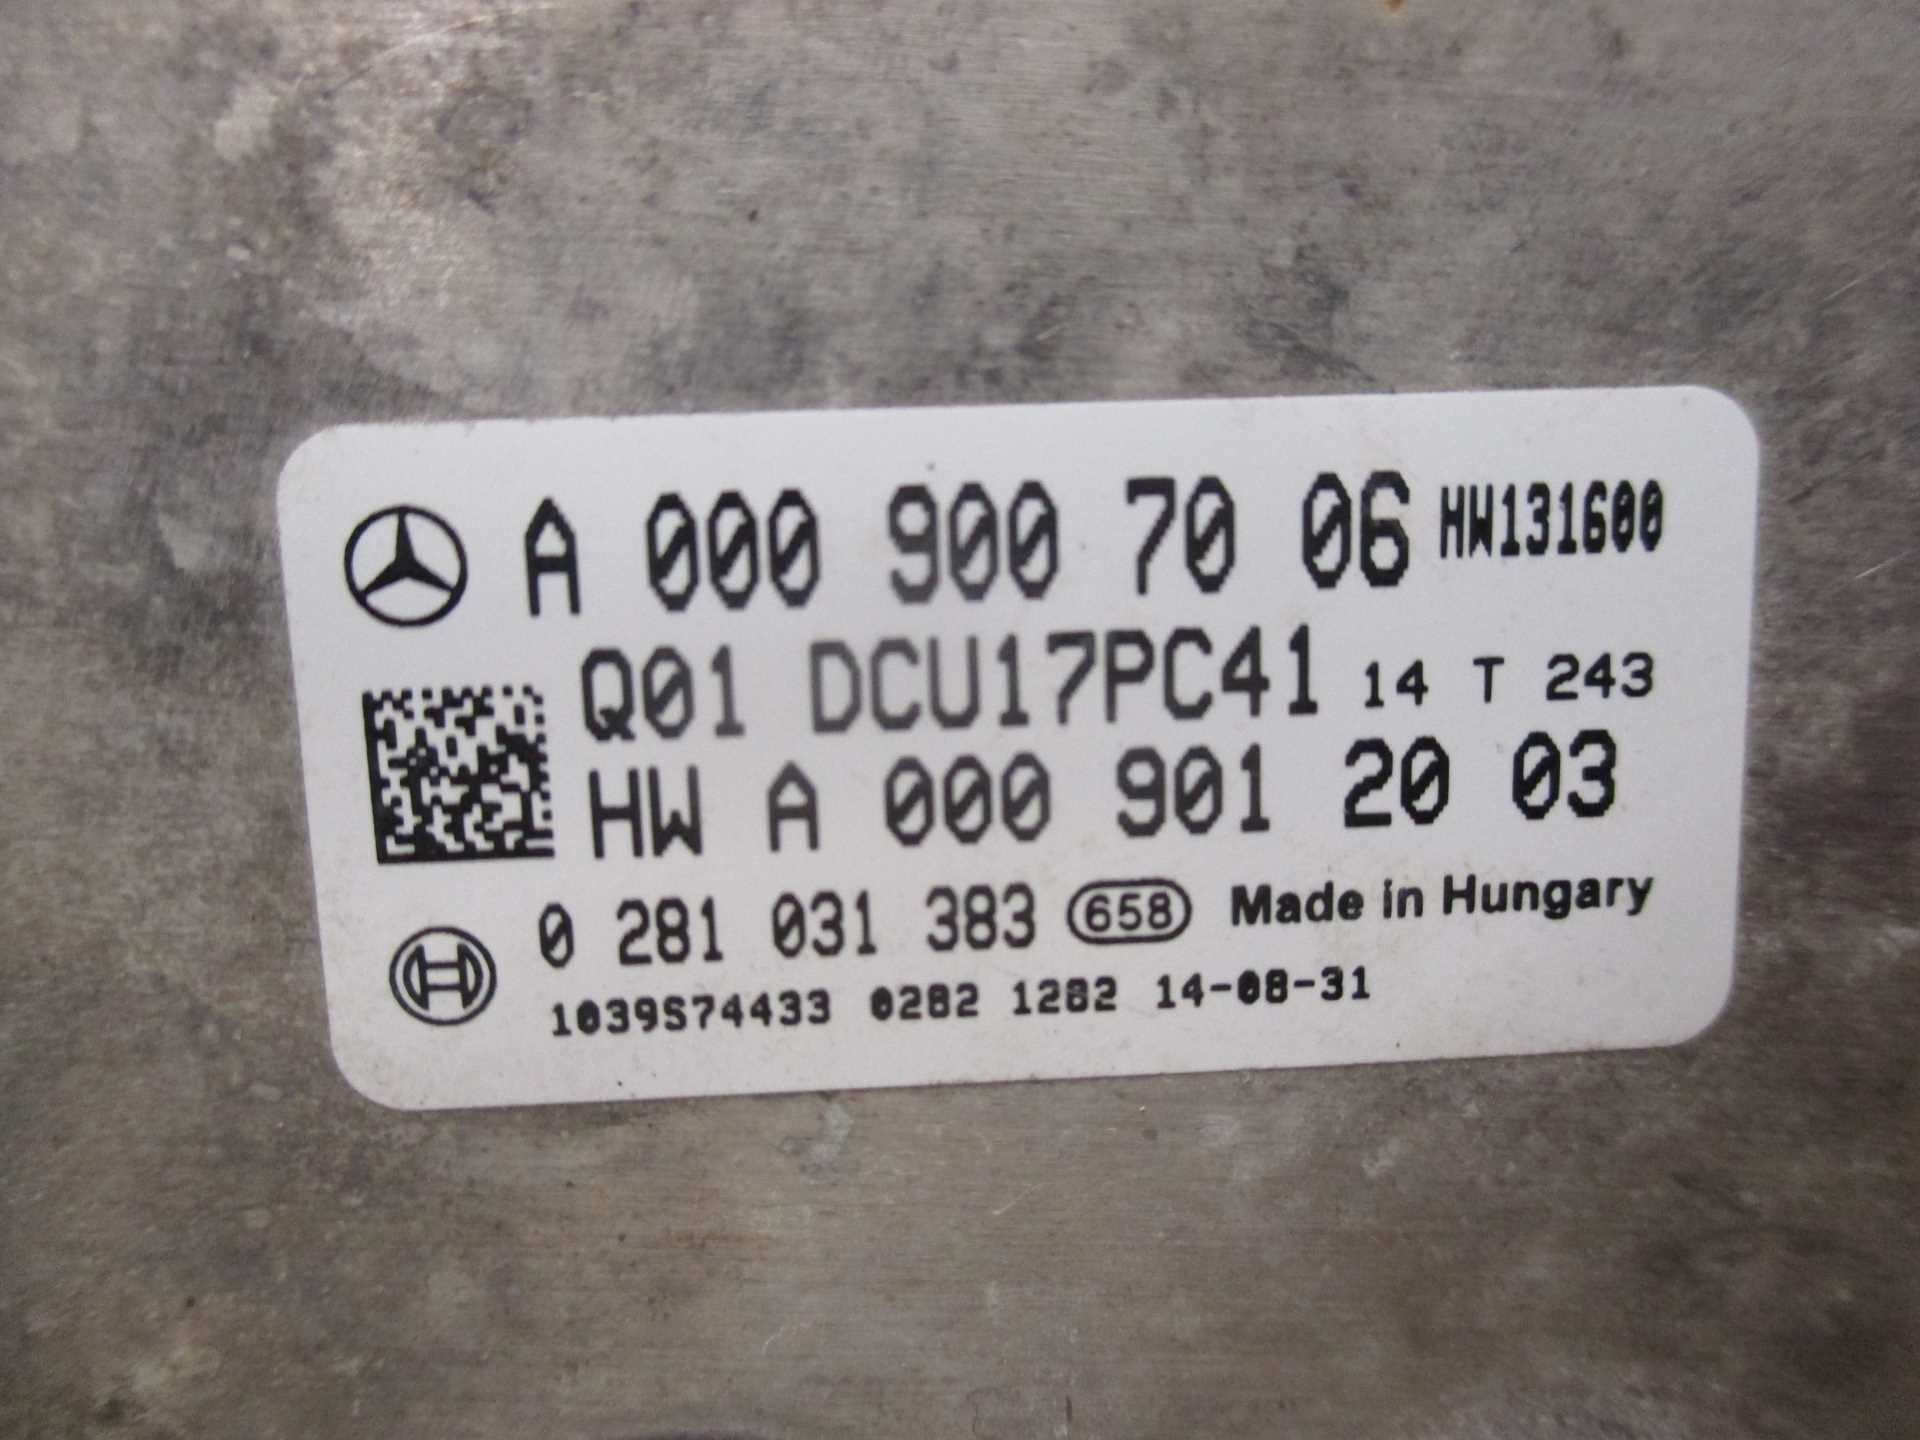 A 000 900 70 06 HW131600
Q01 DCU17PC41 14 T 243
HW A 000 901 20 03
0 281 031 383 658 Made in Hungary
1039S74433 0282 1282 14-08-31